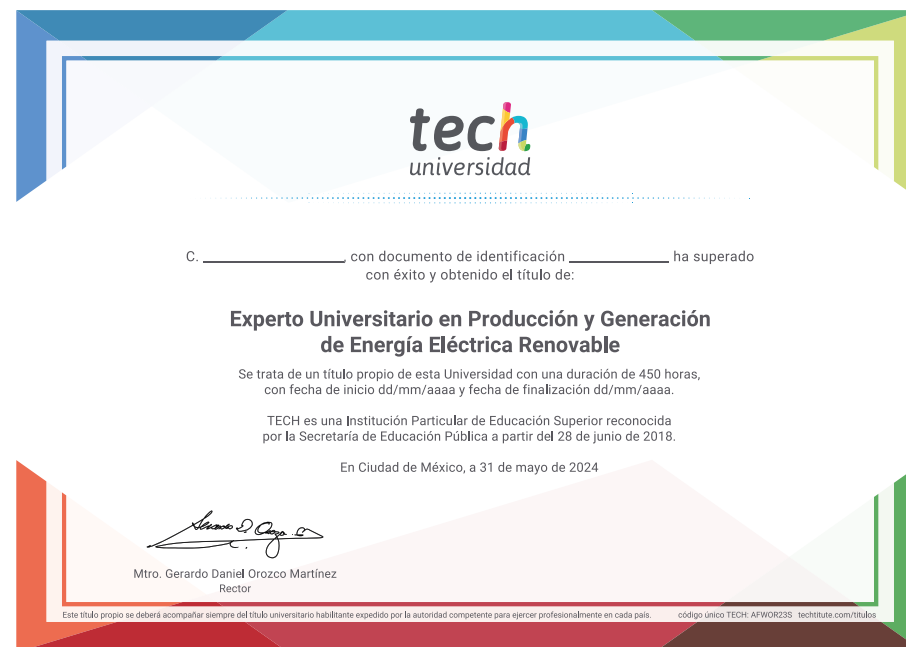 tech
universidad
C. ____________________, con documento de identificación ______________ ha superado
con éxito y obtenido el título de:
Experto Universitario en Producción y Generación
de Energía Eléctrica Renovable
Se trata de un título propio de esta Universidad con una duración de 450 horas,
con fecha de inicio dd/mm/aaaa y fecha de finalización dd/mm/aaaa.
TECH es una Institución Particular de Educación Superior reconocida
por la Secretaría de Educación Pública a partir del 28 de junio de 2018.
En Ciudad de México, a 31 de mayo de 2024
Mtro. Gerardo Daniel Orozco Martínez
Rector
Este título propio se deberá acompañar siempre del título universitario habilitante expedido por la autoridad competente para ejercer profesionalmente en cada país. código único TECH: AFWOR23S techtitute.com/titulos